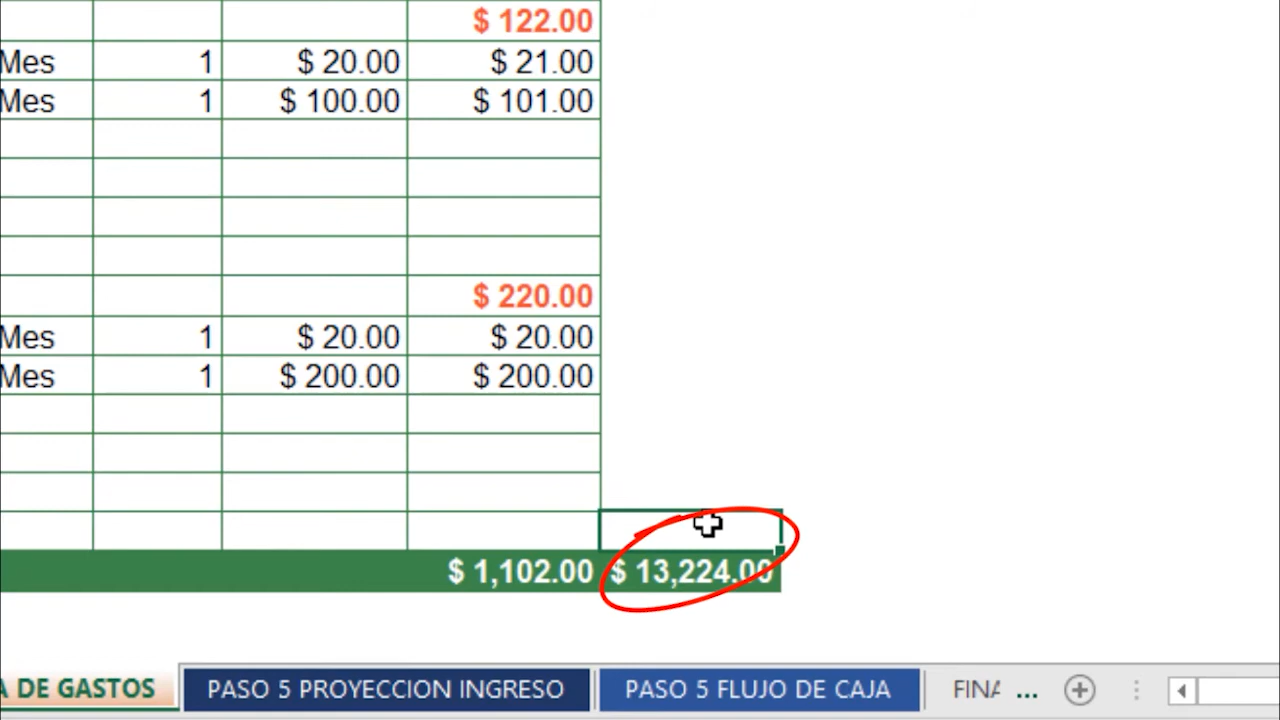 $ 122.00
Mes 1 $ 20.00 $ 21.00
Mes 1 $ 100.00 $ 101.00
$ 220.00
Mes 1 $ 20.00 $ 20.00
Mes 1 $ 200.00 $ 200.00
$ 1,102.00 $ 13,224.00
A DE GASTOS PASO 5 PROYECCION INGRESO PASO 5 FLUJO DE CAJA FINA ...